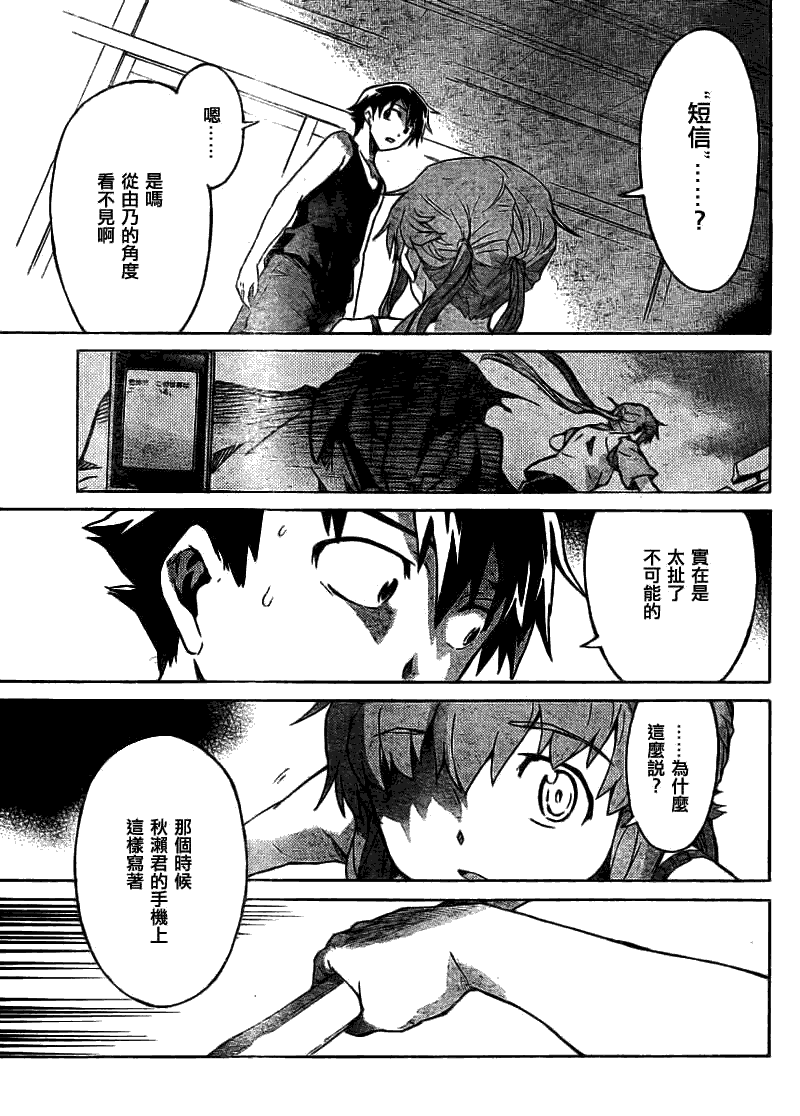 “短信”……？
嗯……
是嗎
從由乃的角度
看不見啊
實在是
太扯了
不可能的
……為什麼
這麼説？
那個時候
秋瀨君的手機上
這樣寫著